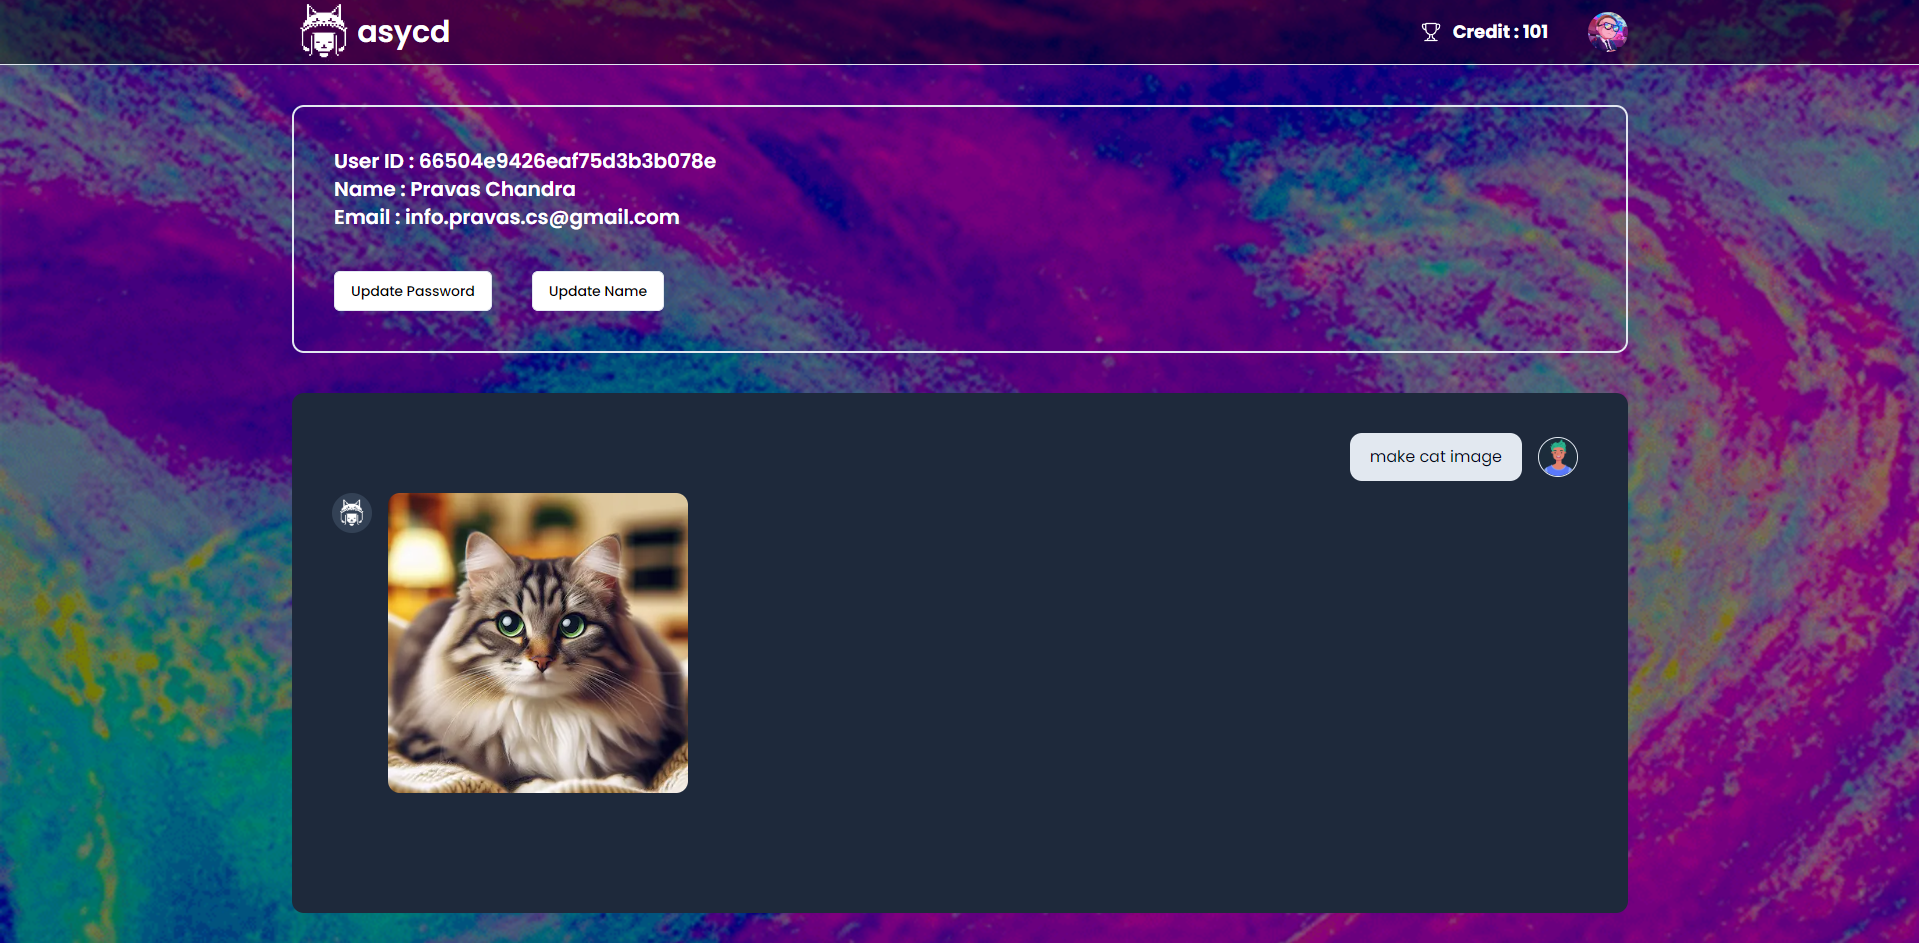 asycd
Credit : 101
User ID : 66504e9426eaf75d3b3b078e
Name : Pravas Chandra
Email : info.pravas.cs@gmail.com
Update Password
Update Name
make cat image